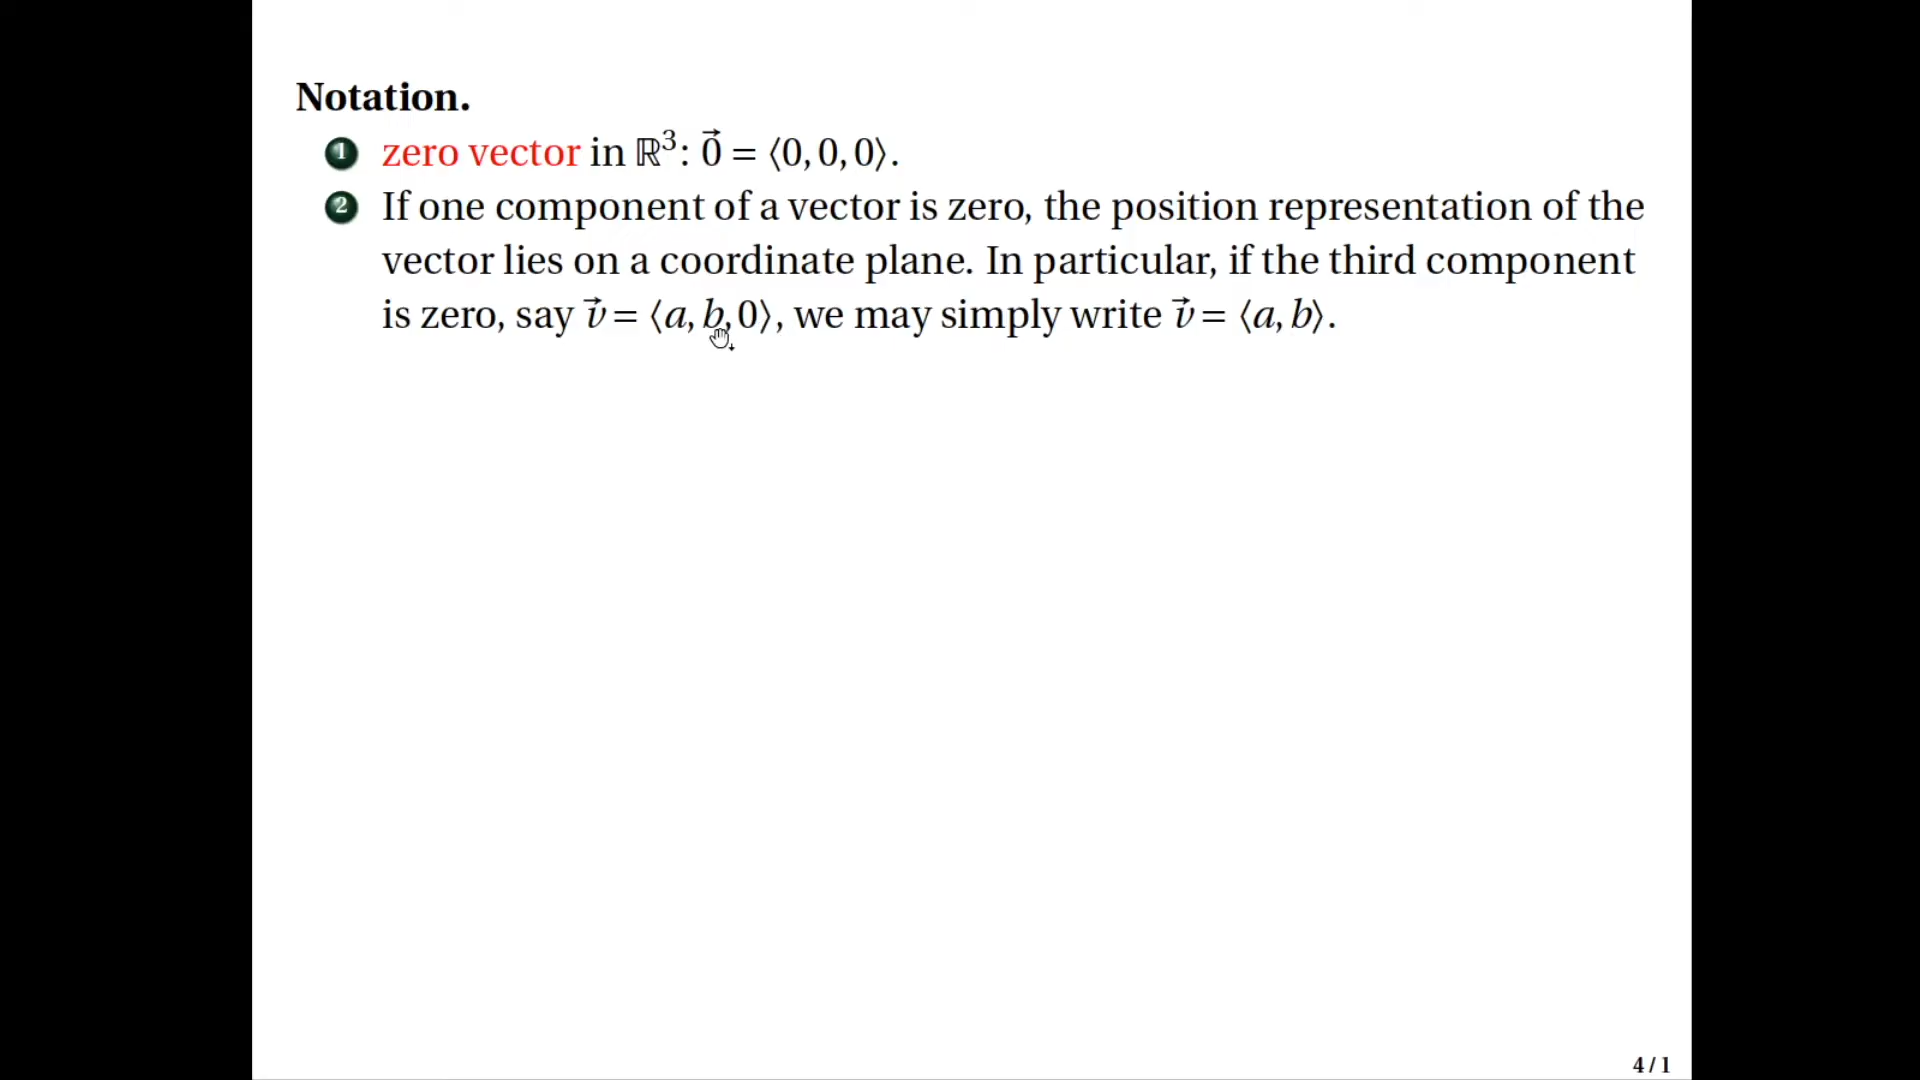 Notation.
1 zero vector in ℝ³: 0⃗ = ⟨0, 0, 0⟩.
2 If one component of a vector is zero, the position representation of the
vector lies on a coordinate plane. In particular, if the third component
is zero, say v⃗ = ⟨a, b, 0⟩, we may simply write v⃗ = ⟨a, b⟩.
4 / 1